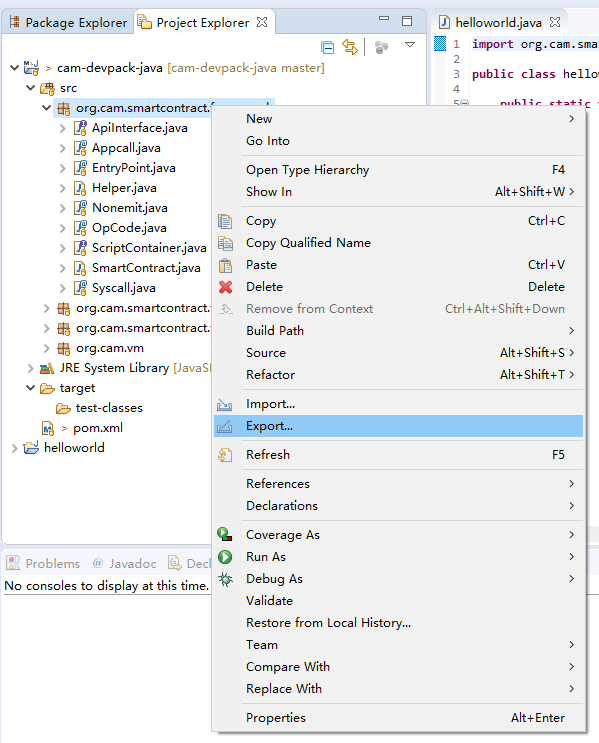 Package Explorer Project Explorer
helloworld.java
> cam-devpack-java [cam-devpack-java master]
src
org.cam.smartcontract.
ApiInterface.java
Appcall.java
EntryPoint.java
Helper.java
Nonemit.java
OpCode.java
ScriptContainer.java
SmartContract.java
Syscall.java
org.cam.smartcontract.
org.cam.smartcontract.
org.cam.vm
JRE System Library [JavaS
target
test-classes
> pom.xml
helloworld
1 import org.cam.sma
2
3 public class hellow
4
5 public static
New
Go Into
Open Type Hierarchy F4
Show In Alt+Shift+W >
Copy Ctrl+C
Copy Qualified Name
Paste Ctrl+V
Delete Delete
Remove from Context Ctrl+Alt+Shift+Down
Build Path
Source Alt+Shift+S >
Refactor Alt+Shift+T >
Import...
Export...
Refresh F5
References
Declarations
Coverage As
Run As
Debug As
Validate
Restore from Local History...
Team
Compare With
Replace With
Properties Alt+Enter
Problems @ Javadoc Decl
No consoles to display at this time.